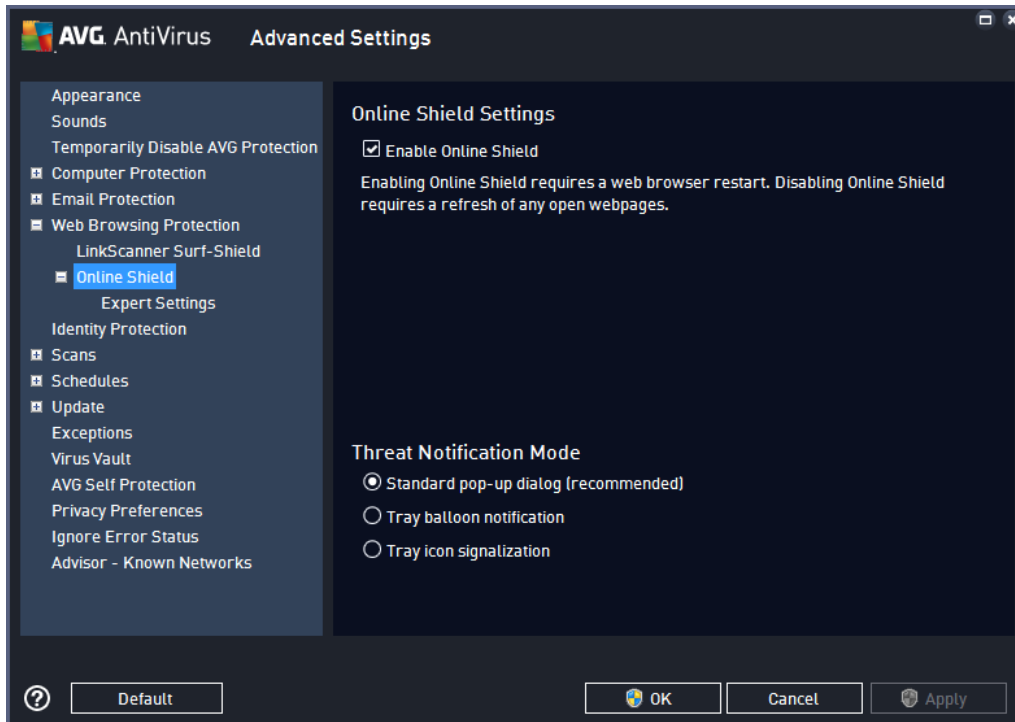 AVG. AntiVirus Advanced Settings
Appearance
Sounds
Temporarily Disable AVG Protection
Computer Protection
Email Protection
Web Browsing Protection
LinkScanner Surf-Shield
Online Shield
Expert Settings
Identity Protection
Scans
Schedules
Update
Exceptions
Virus Vault
AVG Self Protection
Privacy Preferences
Ignore Error Status
Advisor - Known Networks
Online Shield Settings
Enable Online Shield
Enabling Online Shield requires a web browser restart. Disabling Online Shield
requires a refresh of any open webpages.
Threat Notification Mode
Standard pop-up dialog (recommended)
Tray balloon notification
Tray icon signalization
? Default OK Cancel Apply